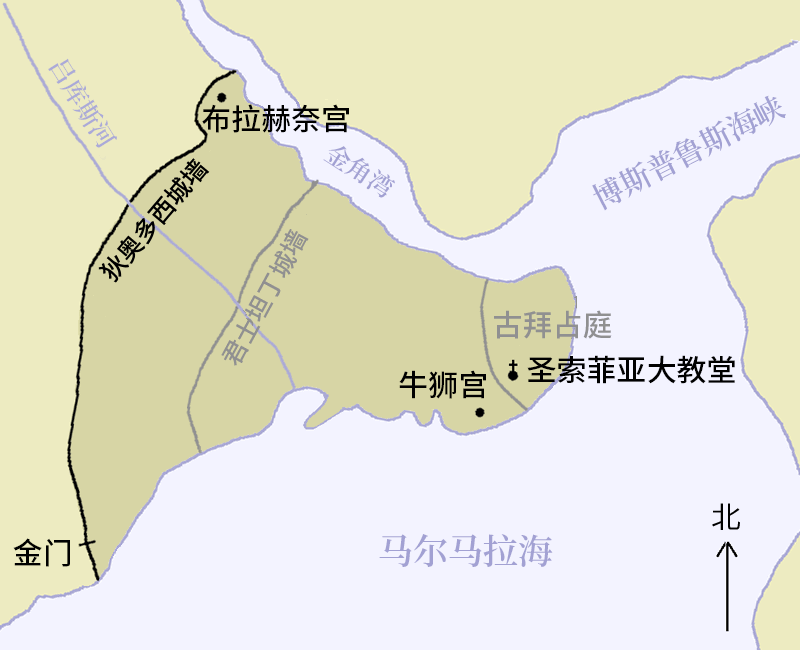 吕库斯河
布拉赫奈宫
金角湾
博斯普鲁斯海峡
狄奥多西城墙
君士坦丁城墙
古拜占庭
圣索菲亚大教堂
牛狮宫
金门
马尔马拉海
北